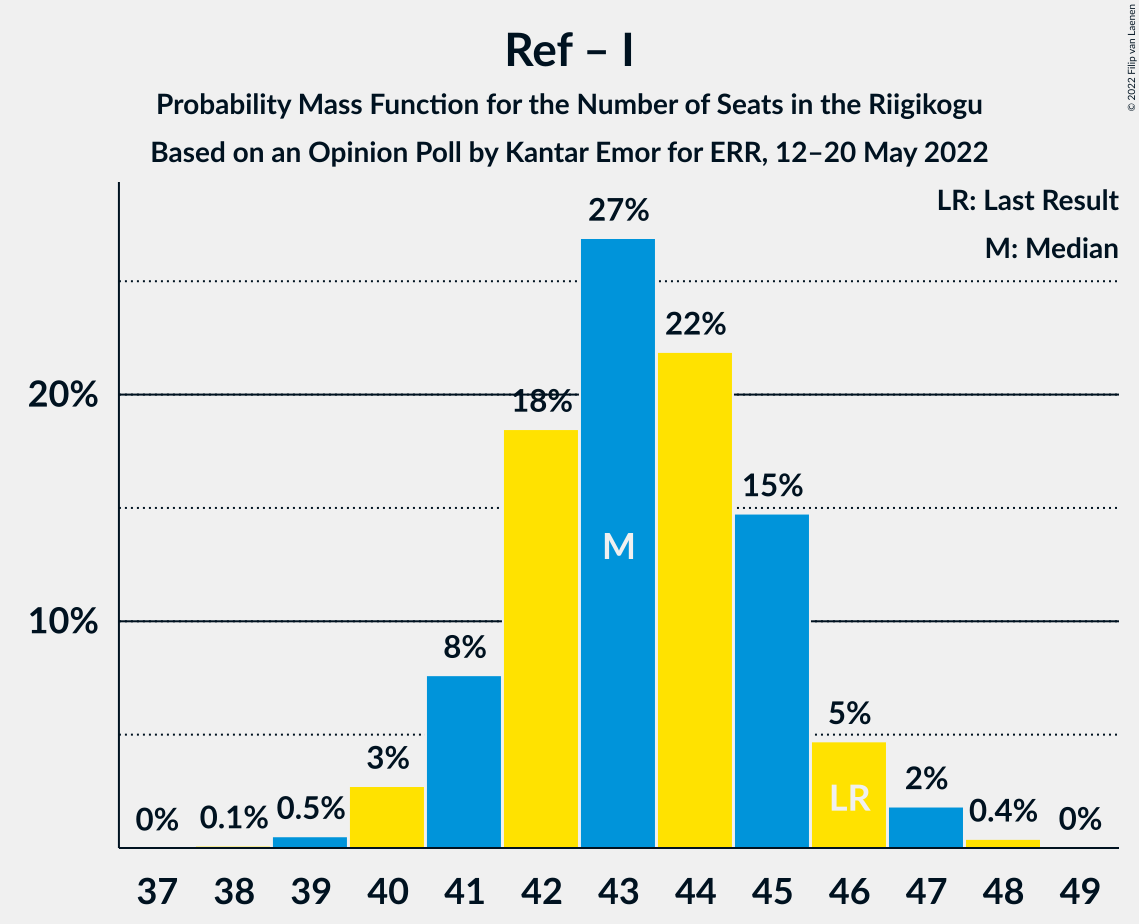 Ref – I
Probability Mass Function for the Number of Seats in the Riigikogu
Based on an Opinion Poll by Kantar Emor for ERR, 12–20 May 2022
© 2022 Filip van Laenen
LR: Last Result
M: Median
20%
10%
0%
0.1%
0.5%
3%
8%
18%
27%
22%
15%
5%
2%
0.4%
0%
M
LR
37 38 39 40 41 42 43 44 45 46 47 48 49